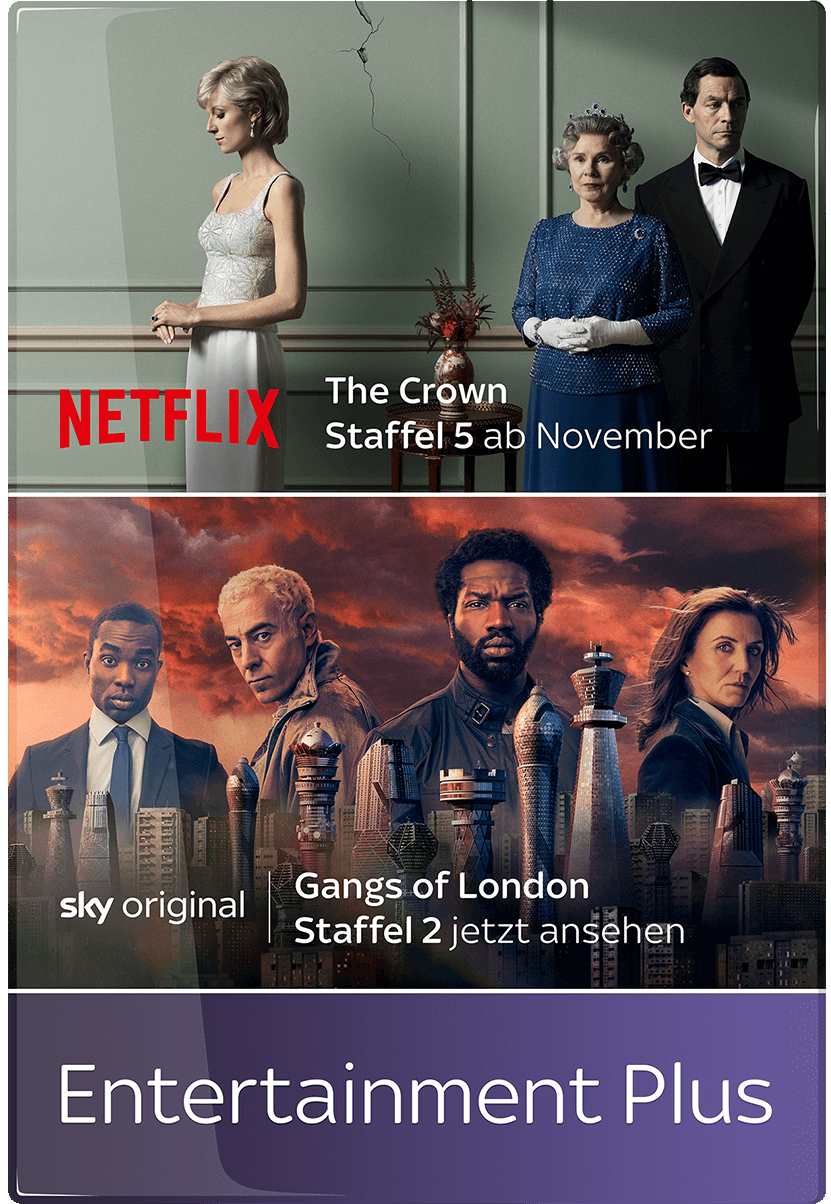 NETFLIX
The Crown
Staffel 5 ab November
sky original
Gangs of London
Staffel 2 jetzt ansehen
Entertainment Plus